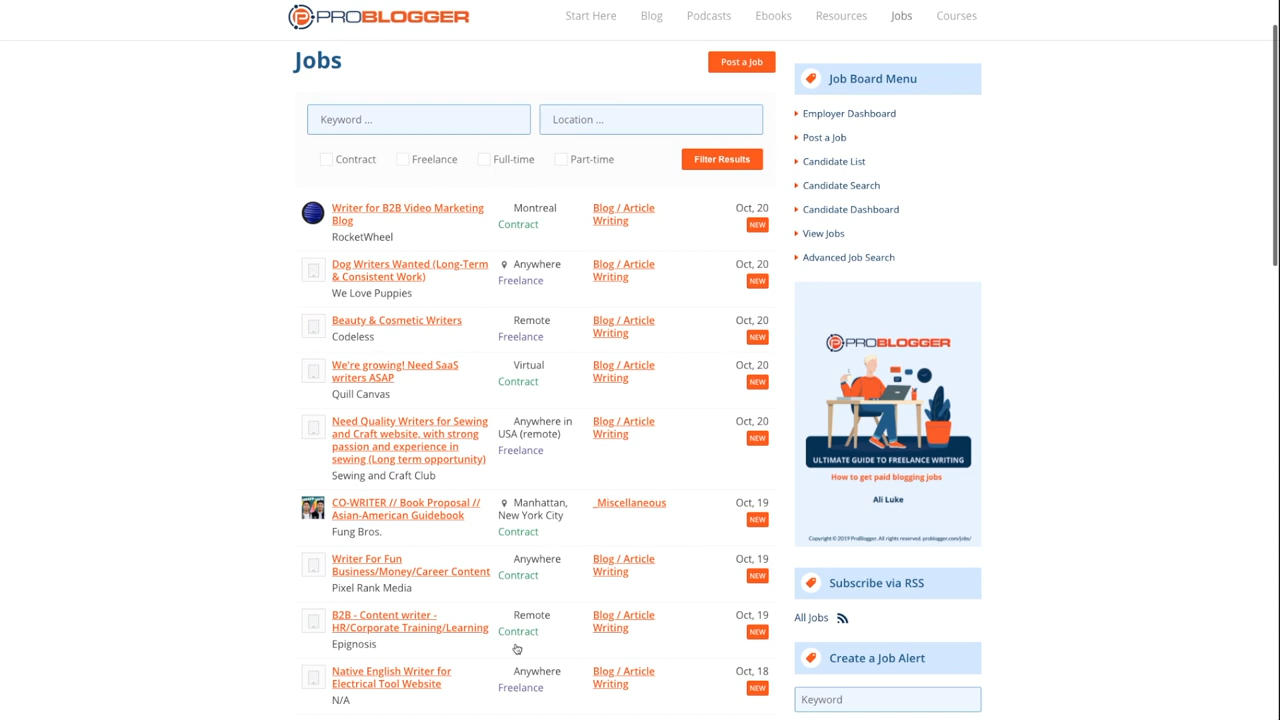 PROBLOGGER
Start Here
Blog
Podcasts
Ebooks
Resources
Jobs
Courses
Jobs
Post a Job
Keyword ...
Location ...
Contract
Freelance
Full-time
Part-time
Filter Results
Writer for B2B Video Marketing
Blog
RocketWheel
Montreal
Contract
Blog / Article
Writing
Oct, 20
NEW
Dog Writers Wanted (Long-Term
& Consistent Work)
We Love Puppies
Anywhere
Freelance
Blog / Article
Writing
Oct, 20
NEW
Beauty & Cosmetic Writers
Codeless
Remote
Freelance
Blog / Article
Writing
Oct, 20
NEW
We're growing! Need SaaS
writers ASAP
Quill Canvas
Virtual
Contract
Blog / Article
Writing
Oct, 20
NEW
Need Quality Writers for Sewing
and Craft website, with strong
passion and experience in
sewing (Long term opportunity)
Sewing and Craft Club
Anywhere in
USA (remote)
Freelance
Blog / Article
Writing
Oct, 20
NEW
CO-WRITER // Book Proposal //
Asian-American Guidebook
Fung Bros.
Manhattan,
New York City
Contract
_Miscellaneous
Oct, 19
NEW
Writer For Fun
Business/Money/Career Content
Pixel Rank Media
Anywhere
Contract
Blog / Article
Writing
Oct, 19
NEW
B2B - Content writer -
HR/Corporate Training/Learning
Epignosis
Remote
Contract
Blog / Article
Writing
Oct, 19
NEW
Native English Writer for
Electrical Tool Website
N/A
Anywhere
Freelance
Blog / Article
Writing
Oct, 18
NEW
Job Board Menu
Employer Dashboard
Post a Job
Candidate List
Candidate Search
Candidate Dashboard
View Jobs
Advanced Job Search
PROBLOGGER
ULTIMATE GUIDE TO FREELANCE WRITING
How to get paid blogging jobs
Ali Luke
Copyright © 2019 ProBlogger. All rights reserved. problogger.com/jobs/
Subscribe via RSS
All Jobs
Create a Job Alert
Keyword